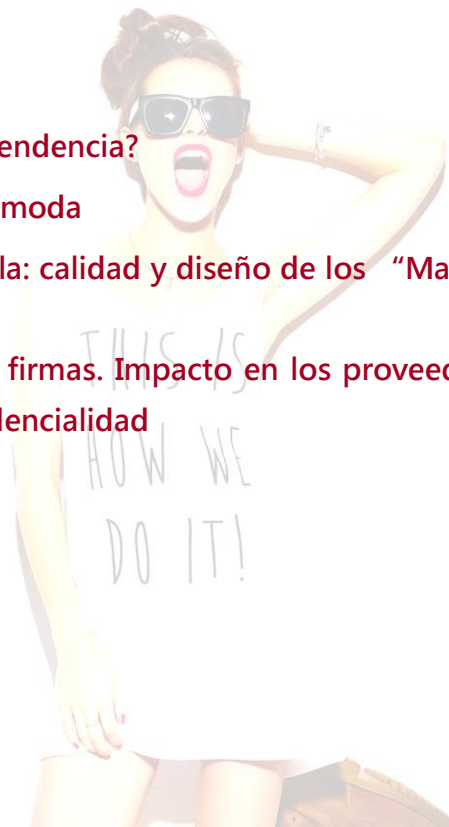 endencia?
moda
la: calidad y diseño de los “Ma
firmas. Impacto en los proveed
dencialidad
THIS IS
HOW WE
DO IT!